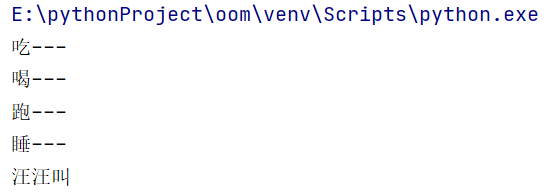 E:\pythonProject\oom\venv\Scripts\python.exe
吃---
喝---
跑---
睡---
汪汪叫